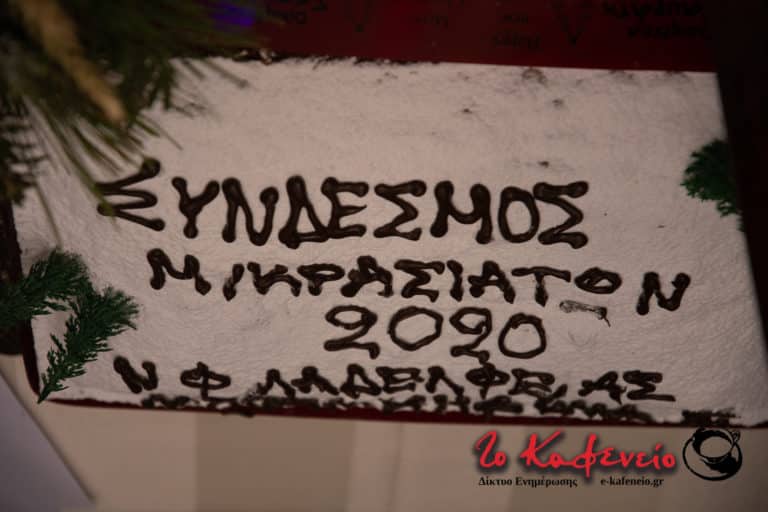 ΣΥΝΔΕΣΜΟΣ
ΜΙΚΡΑΣΙΑΤΩΝ
2020
Ν ΦΙΛΑΔΕΛΦΕΙΑΣ
Το Καφενείο
Δίκτυο Ενημέρωσης e-kafeneio.gr